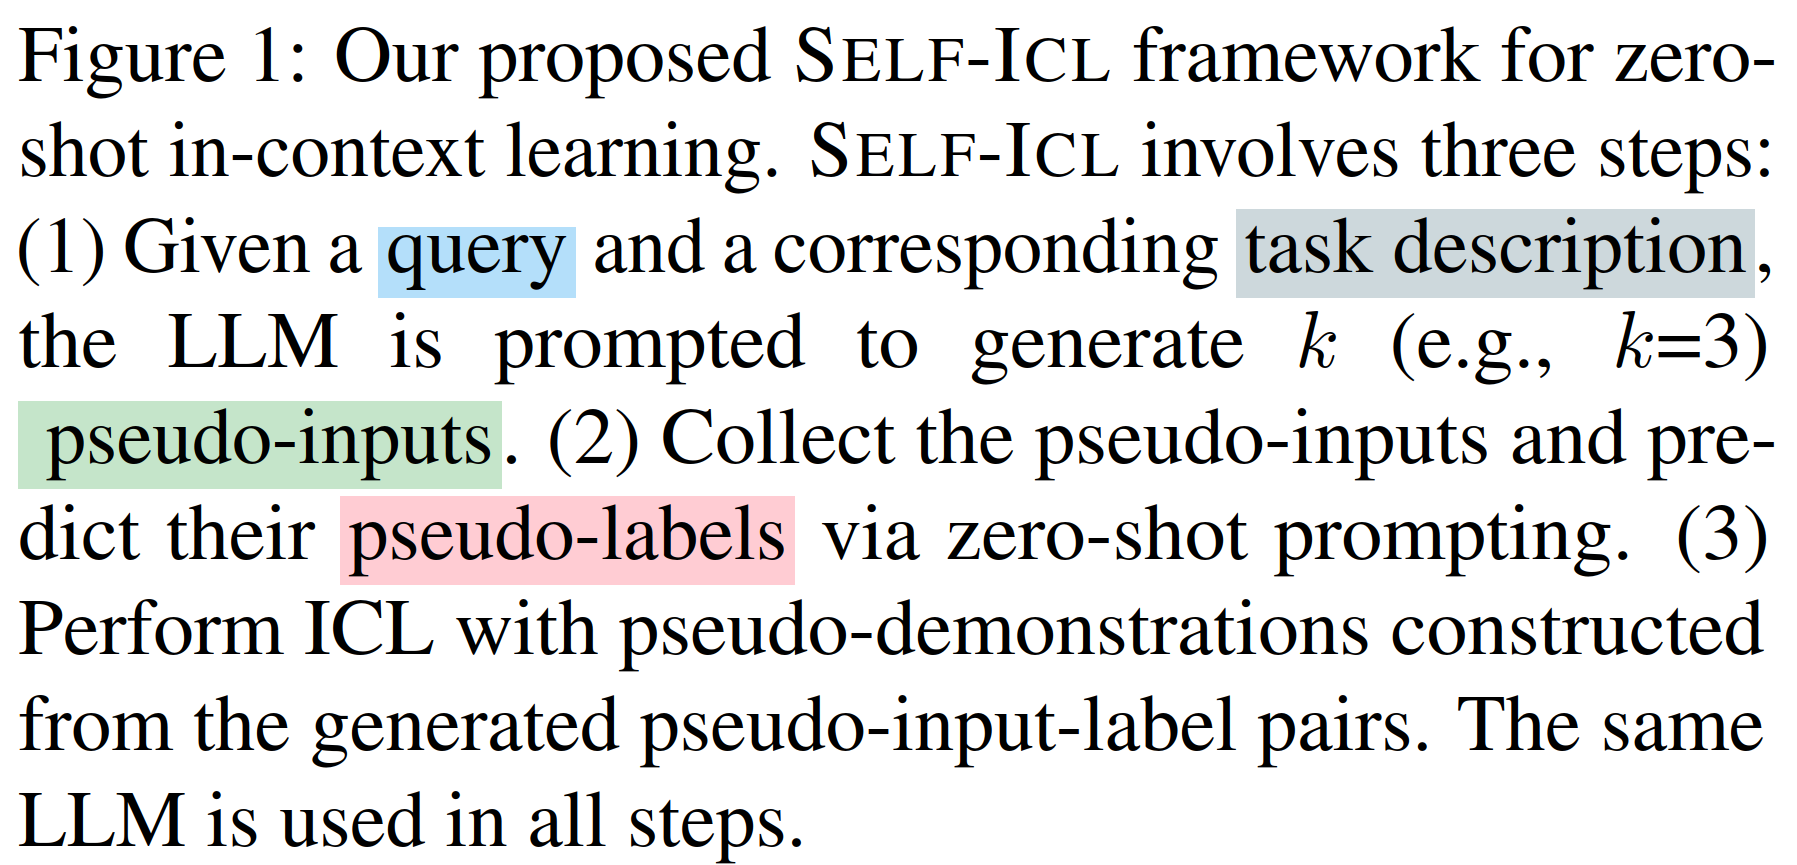 Figure 1: Our proposed SELF-ICL framework for zero-
shot in-context learning. SELF-ICL involves three steps:
(1) Given a query and a corresponding task description,
the LLM is prompted to generate k (e.g., k=3)
pseudo-inputs. (2) Collect the pseudo-inputs and pre-
dict their pseudo-labels via zero-shot prompting. (3)
Perform ICL with pseudo-demonstrations constructed
from the generated pseudo-input-label pairs. The same
LLM is used in all steps.